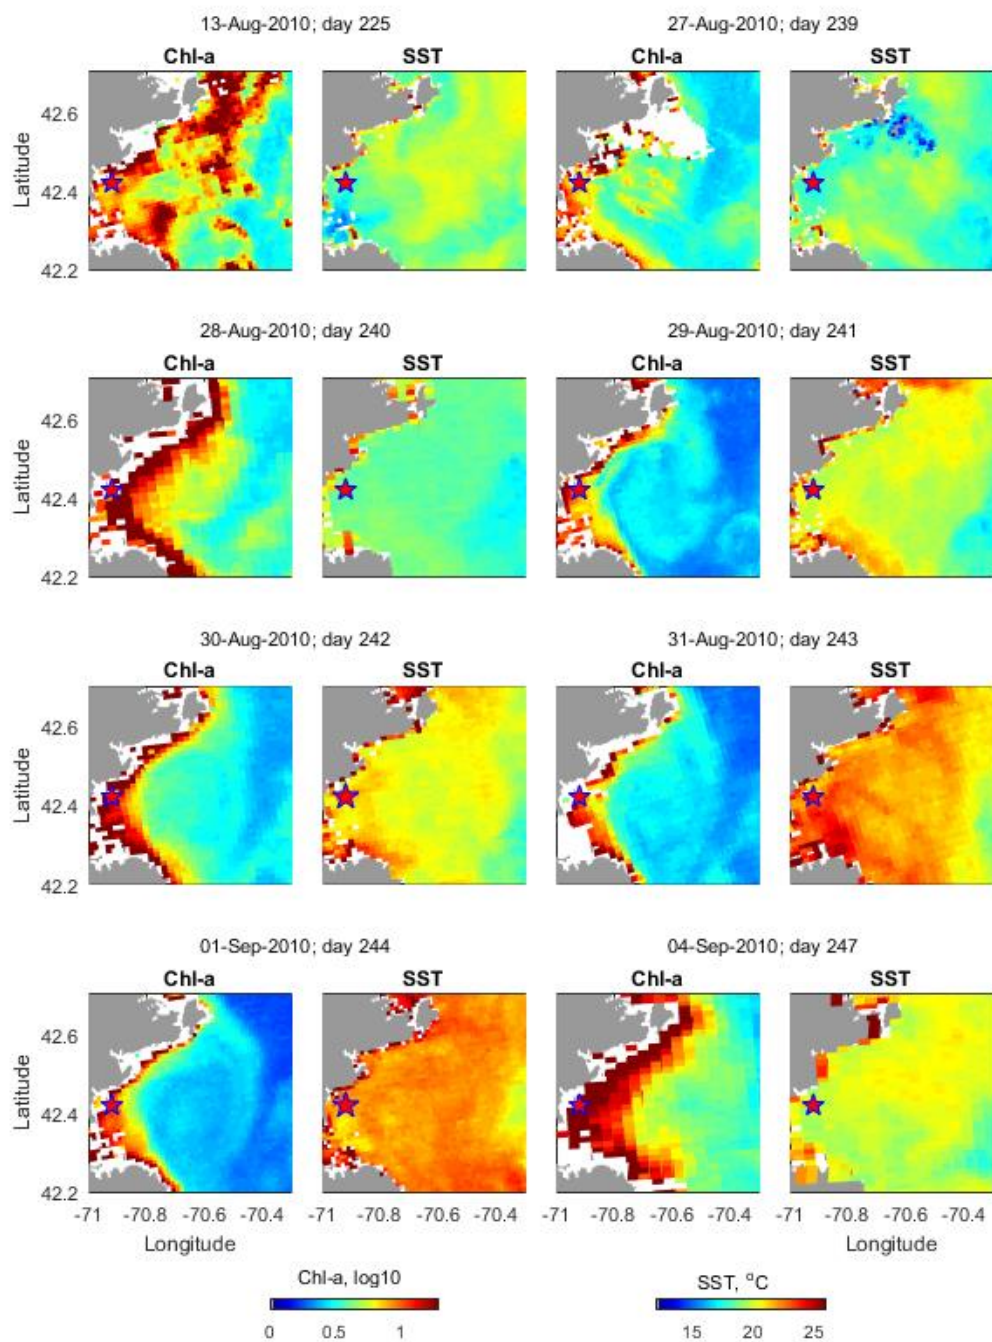 13-Aug-2010; day 225 27-Aug-2010; day 239
Chl-a SST Chl-a SST
42.6
42.4
42.2
Latitude
28-Aug-2010; day 240 29-Aug-2010; day 241
Chl-a SST Chl-a SST
42.6
42.4
42.2
Latitude
30-Aug-2010; day 242 31-Aug-2010; day 243
Chl-a SST Chl-a SST
42.6
42.4
42.2
Latitude
01-Sep-2010; day 244 04-Sep-2010; day 247
Chl-a SST Chl-a SST
42.6
42.4
42.2
Latitude
-71 -70.8 -70.6 -70.4 -71 -70.8 -70.6 -70.4 -71 -70.8 -70.6 -70.4 -71 -70.8 -70.6 -70.4
Longitude Longitude
Chl-a, log10 SST, °C
0 0.5 1 15 20 25